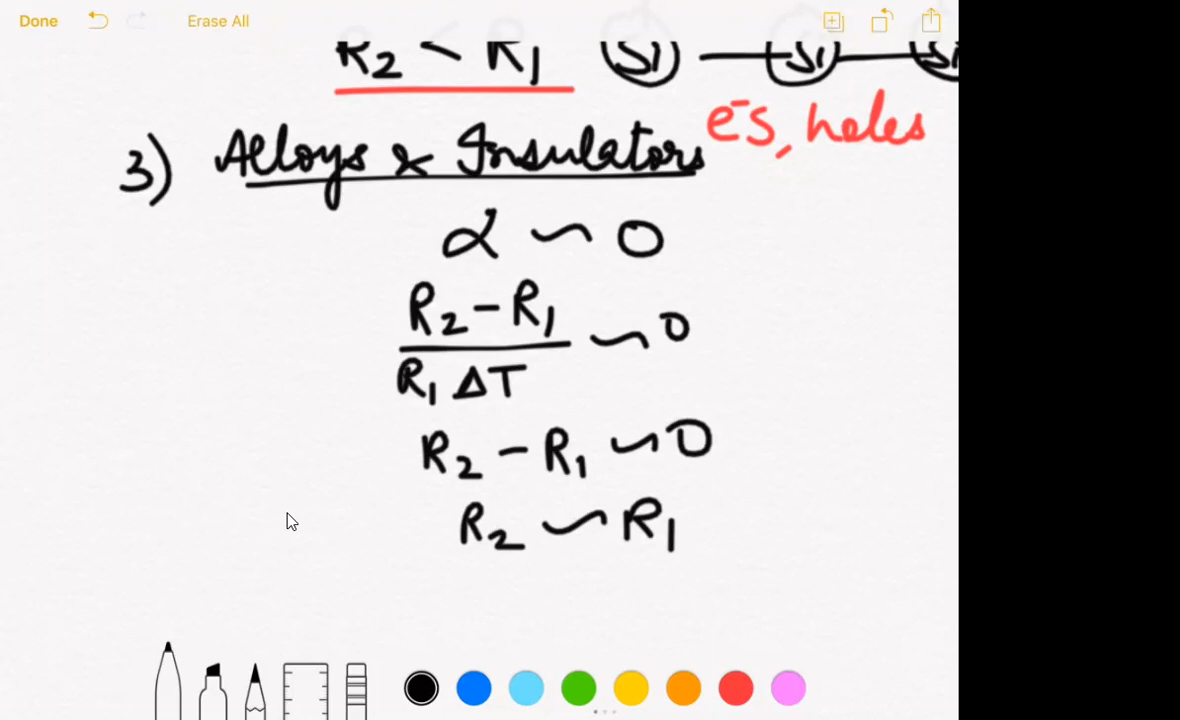 Done Erase All
R2 < R1 Si Si Si
e-s, holes
3) Alloys & Insulators
α ∼ 0
R2 - R1 / R1 ΔT ∼ 0
R2 - R1 ∼ 0
R2 ∼ R1